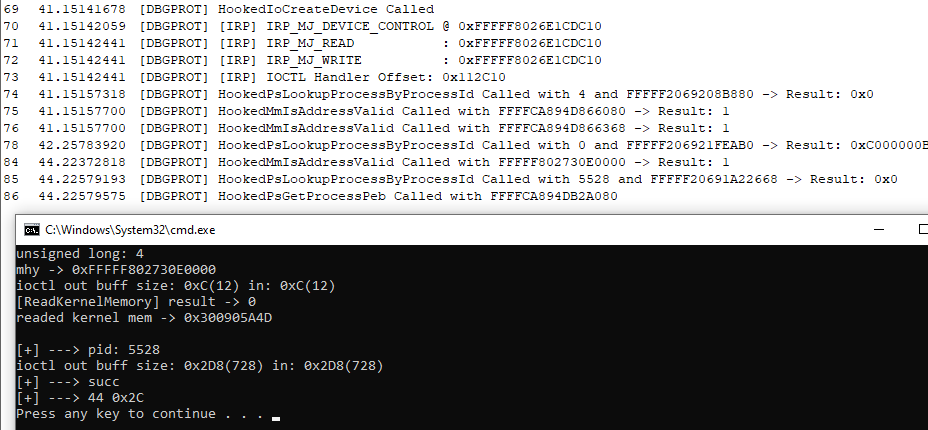 69 41.15141678 [DBGPROT] HookedIoCreateDevice Called
70 41.15142059 [DBGPROT] [IRP] IRP_MJ_DEVICE_CONTROL @ 0xFFFFF8026E1CDC10
71 41.15142441 [DBGPROT] [IRP] IRP_MJ_READ : 0xFFFFF8026E1CDC10
72 41.15142441 [DBGPROT] [IRP] IRP_MJ_WRITE : 0xFFFFF8026E1CDC10
73 41.15142441 [DBGPROT] [IRP] IOCTL Handler Offset: 0x112C10
74 41.15157318 [DBGPROT] HookedPsLookupProcessByProcessId Called with 4 and FFFFF2069208B880 -> Result: 0x0
75 41.15157700 [DBGPROT] HookedMmIsAddressValid Called with FFFFCA894D866080 -> Result: 1
76 41.15157700 [DBGPROT] HookedMmIsAddressValid Called with FFFFCA894D866368 -> Result: 1
78 42.25783920 [DBGPROT] HookedPsLookupProcessByProcessId Called with 0 and FFFFF206921FEAB0 -> Result: 0xC000000B
84 44.22372818 [DBGPROT] HookedMmIsAddressValid Called with FFFFF802730E0000 -> Result: 1
85 44.22579193 [DBGPROT] HookedPsLookupProcessByProcessId Called with 5528 and FFFFF20691A22668 -> Result: 0x0
86 44.22579575 [DBGPROT] HookedPsGetProcessPeb Called with FFFFCA894DB2A080
C:\Windows\System32\cmd.exe
unsigned long: 4
mhy -> 0xFFFFF802730E0000
ioctl out buff size: 0xC(12) in: 0xC(12)
[ReadKernelMemory] result -> 0
readed kernel mem -> 0x300905A4D
[+] ---> pid: 5528
ioctl out buff size: 0x2D8(728) in: 0x2D8(728)
[+] ---> succ
[+] ---> 44 0x2C
Press any key to continue . . .